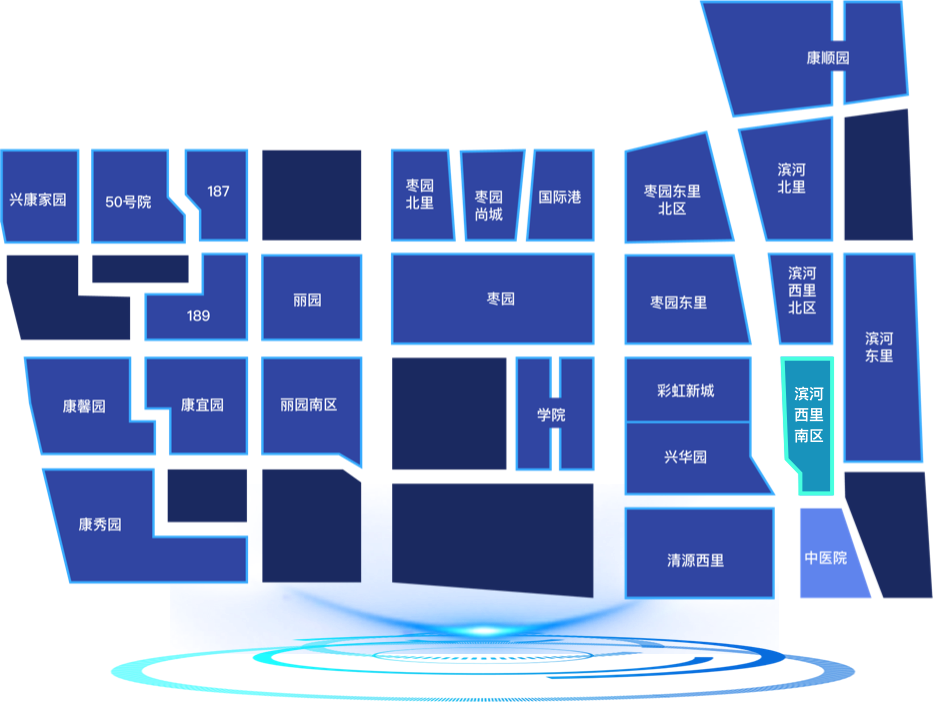 康顺园
兴康家园
50号院
187
枣园
北里
枣园
尚城
国际港
枣园东里
北区
滨河
北里
189
丽园
枣园
枣园东里
滨河
西里
北区
滨河
东里
康馨园
康宜园
丽园南区
学院
彩虹新城
兴华园
滨河
西里
南区
康秀园
清源西里
中医院